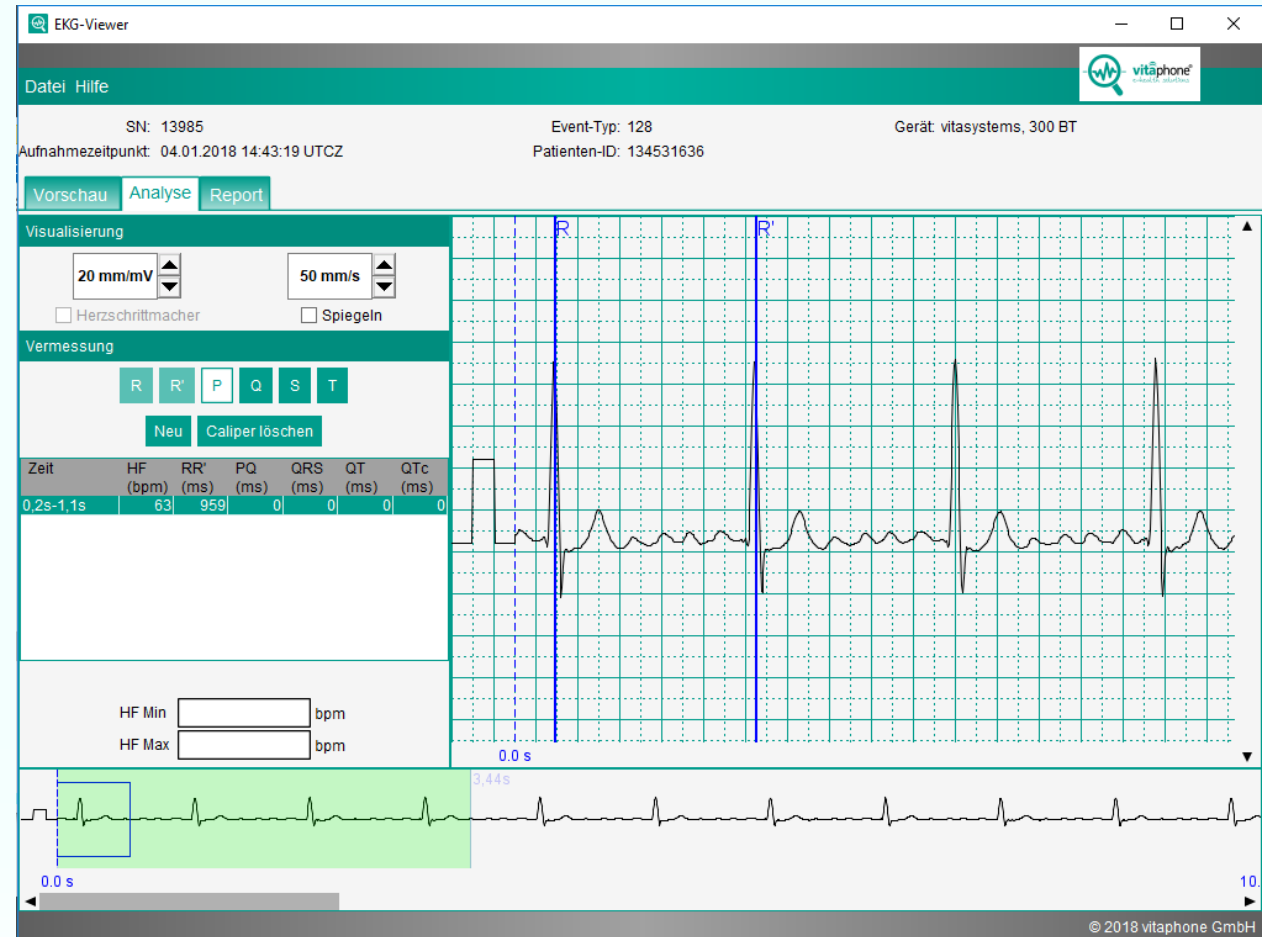 EKG-Viewer
vitaphone®
e-health solutions
Datei Hilfe
SN: 13985 Event-Typ: 128 Gerät: vitasystems, 300 BT
Aufnahmezeitpunkt: 04.01.2018 14:43:19 UTCZ Patienten-ID: 134531636
Vorschau Analyse Report
Visualisierung
20 mm/mV 50 mm/s
Herzschrittmacher Spiegeln
Vermessung
R R' P Q S T
Neu Caliper löschen
Zeit HF RR' PQ QRS QT QTc
(bpm) (ms) (ms) (ms) (ms) (ms)
0,2s-1,1s 63 959 0 0 0 0
HF Min bpm
HF Max bpm
R R'
0.0 s
3,44s
0.0 s 10.
© 2018 vitaphone GmbH